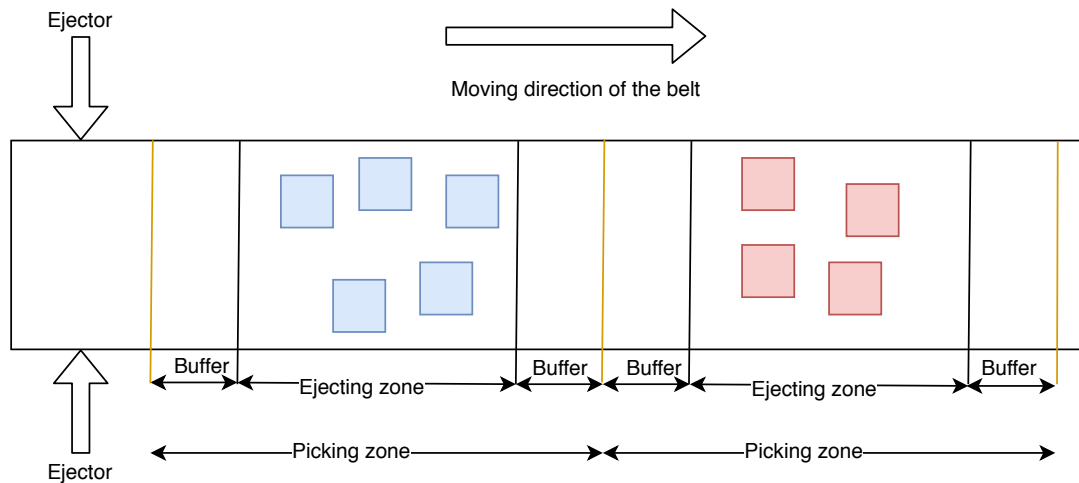 Ejector
Moving direction of the belt
Buffer
Ejecting zone
Buffer
Buffer
Ejecting zone
Buffer
Picking zone
Picking zone
Ejector